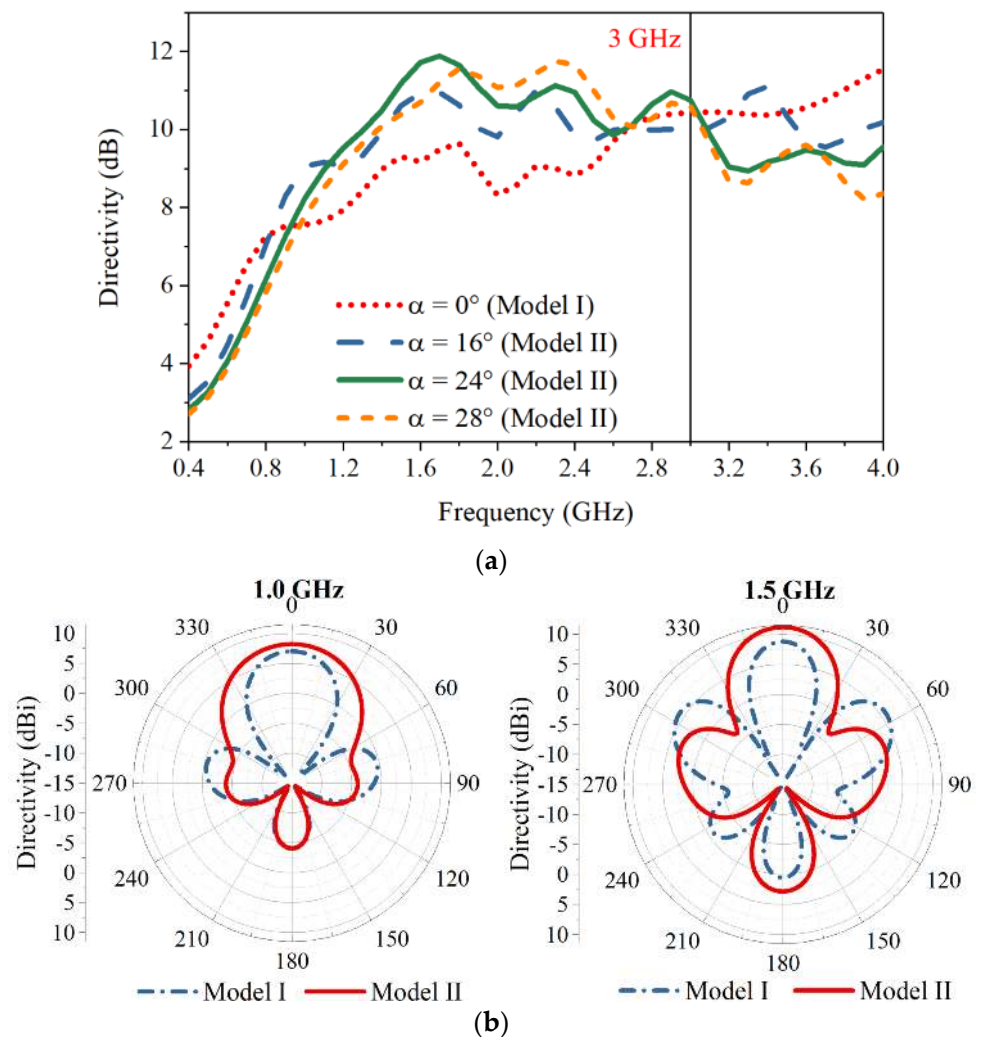 12
10
8
6
4
2
Directivity (dB)
3 GHz
α = 0° (Model I)
α = 16° (Model II)
α = 24° (Model II)
α = 28° (Model II)
0.4 0.8 1.2 1.6 2.0 2.4 2.8 3.2 3.6 4.0
Frequency (GHz)
(a)
1.0 GHz
0
330 30
300 60
270 90
240 120
210 150
180
10
5
0
-5
-10
-15
-10
-5
0
5
10
Directivity (dBi)
Model I Model II
1.5 GHz
0
330 30
300 60
270 90
240 120
210 150
180
10
5
0
-5
-10
-15
-10
-5
0
5
10
Directivity (dBi)
Model I Model II
(b)